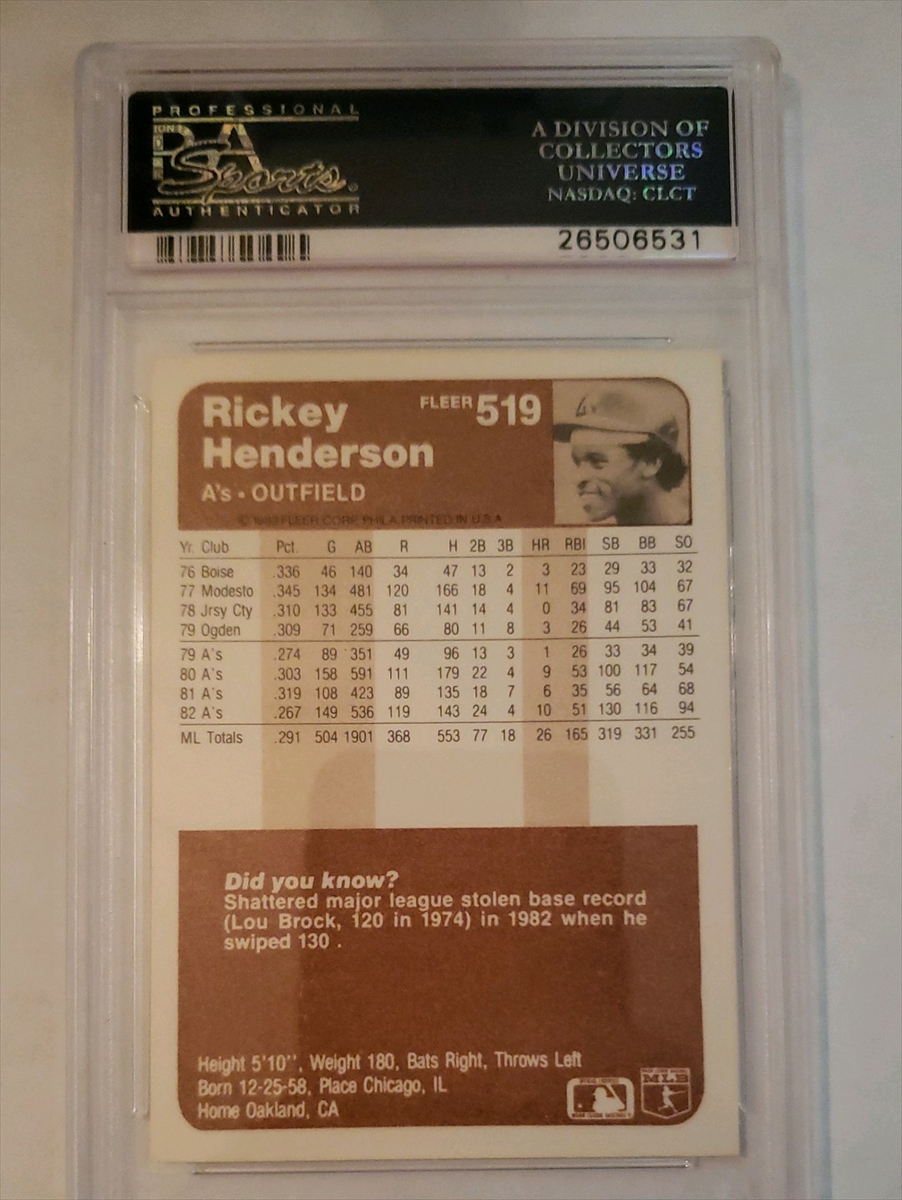 PROFESSIONAL
PSA
Sports
AUTHENTICATOR
A DIVISION OF
COLLECTORS
UNIVERSE
NASDAQ: CLCT
26506531
Rickey
Henderson
FLEER 519
A's • OUTFIELD
© 1983 FLEER CORP. PHILA. PRINTED IN U.S.A.
Yr. Club Pct. G AB R H 2B 3B HR RBI SB BB SO
76 Boise .336 46 140 34 47 13 2 3 23 29 33 32
77 Modesto .345 134 481 120 166 18 4 11 69 95 104 67
78 Jrsy Cty .310 133 455 81 141 14 4 0 34 81 83 67
79 Ogden .309 71 259 66 80 11 8 3 26 44 53 41
79 A's .274 89 351 49 96 13 3 1 26 33 34 39
80 A's .303 158 591 111 179 22 4 9 53 100 117 54
81 A's .319 108 423 89 135 18 7 6 35 56 64 68
82 A's .267 149 536 119 143 24 4 10 51 130 116 94
ML Totals .291 504 1901 368 553 77 18 26 165 319 331 255
Did you know?
Shattered major league stolen base record
(Lou Brock, 120 in 1974) in 1982 when he
swiped 130 .
Height 5'10", Weight 180, Bats Right, Throws Left
Born 12-25-58, Place Chicago, IL
Home Oakland, CA
MLB